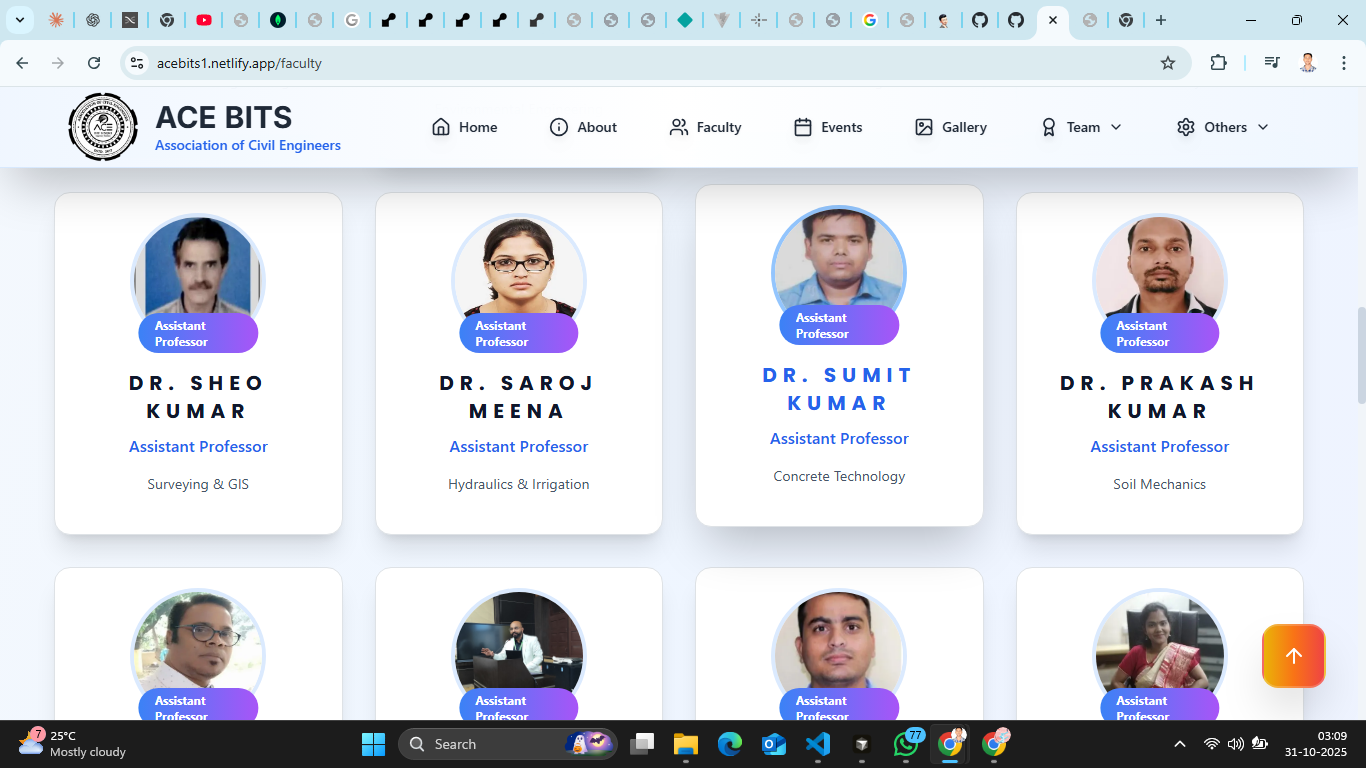 acebits1.netlify.app/faculty
ACE BITS
Association of Civil Engineers
Home
About
Faculty
Events
Gallery
Team
Others
Assistant
Professor
DR. SHEO
KUMAR
Assistant Professor
Surveying & GIS
Assistant
Professor
DR. SAROJ
MEENA
Assistant Professor
Hydraulics & Irrigation
Assistant
Professor
DR. SUMIT
KUMAR
Assistant Professor
Concrete Technology
Assistant
Professor
DR. PRAKASH
KUMAR
Assistant Professor
Soil Mechanics
Assistant
Professor
Assistant
Professor
Assistant
Professor
Assistant
Professor
7
25°C
Mostly cloudy
Search
77
03:09
31-10-2025